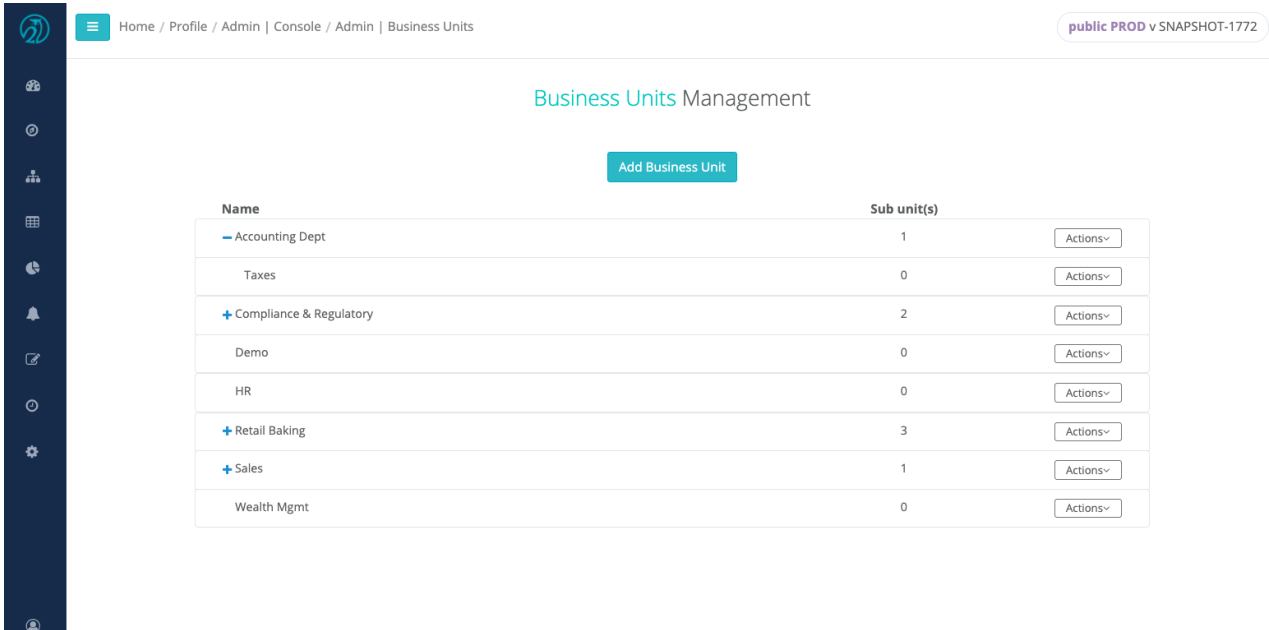 Home / Profile / Admin | Console / Admin | Business Units
public PROD v SNAPSHOT-1772
Business Units Management
Add Business Unit
Name Sub unit(s)
Accounting Dept 1 Actions
Taxes 0 Actions
Compliance & Regulatory 2 Actions
Demo 0 Actions
HR 0 Actions
Retail Baking 3 Actions
Sales 1 Actions
Wealth Mgmt 0 Actions